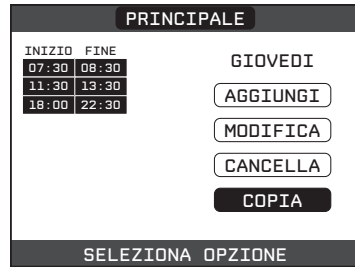 PRINCIPALE
INIZIO FINE
07:30 08:30
11:30 13:30
18:00 22:30
GIOVEDI
AGGIUNGI
MODIFICA
CANCELLA
COPIA
SELEZIONA OPZIONE